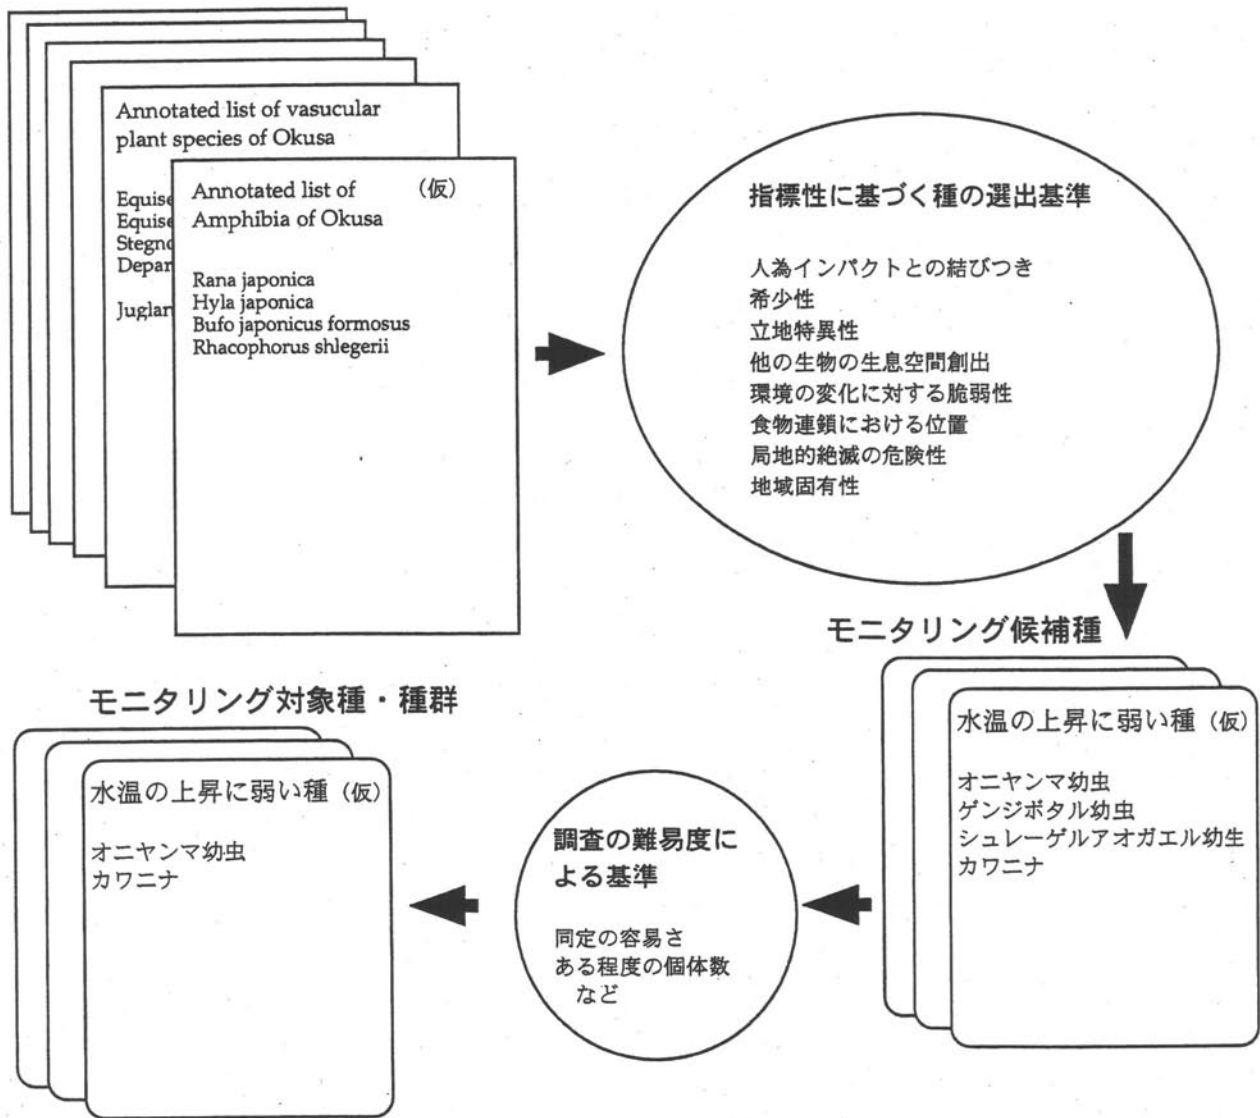 Annotated list of vasucular
plant species of Okusa
Equise
Equise
Stegno
Depar
Juglan
Annotated list of (仮)
Amphibia of Okusa
Rana japonica
Hyla japonica
Bufo japonicus formosus
Rhacophorus shlegerii
指標性に基づく種の選出基準
人為インパクトとの結びつき
希少性
立地特異性
他の生物の生息空間創出
環境の変化に対する脆弱性
食物連鎖における位置
局地的絶滅の危険性
地域固有性
モニタリング候補種
水温の上昇に弱い種（仮）
オニヤンマ幼虫
ゲンジボタル幼虫
シュレーゲルアオガエル幼生
カワニナ
調査の難易度に
よる基準
同定の容易さ
ある程度の個体数
など
モニタリング対象種・種群
水温の上昇に弱い種（仮）
オニヤンマ幼虫
カワニナ